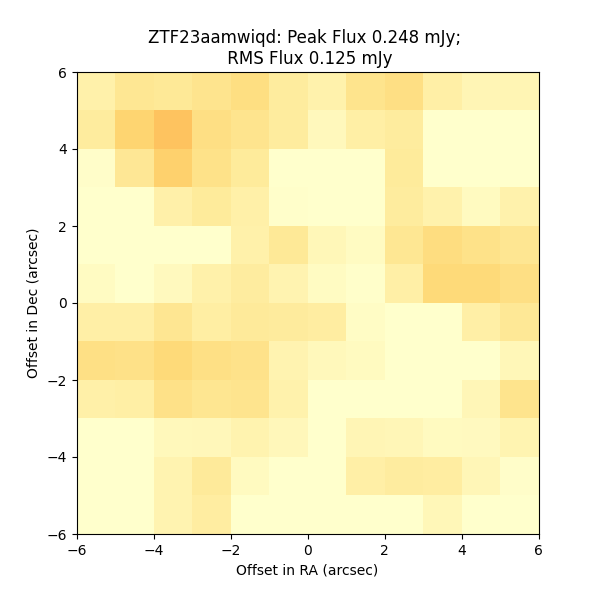 ZTF23aamwiqd: Peak Flux 0.248 mJy;
RMS Flux 0.125 mJy
6
4
2
0
−2
−4
−6
Offset in Dec (arcsec)
−6 −4 −2 0 2 4 6
Offset in RA (arcsec)